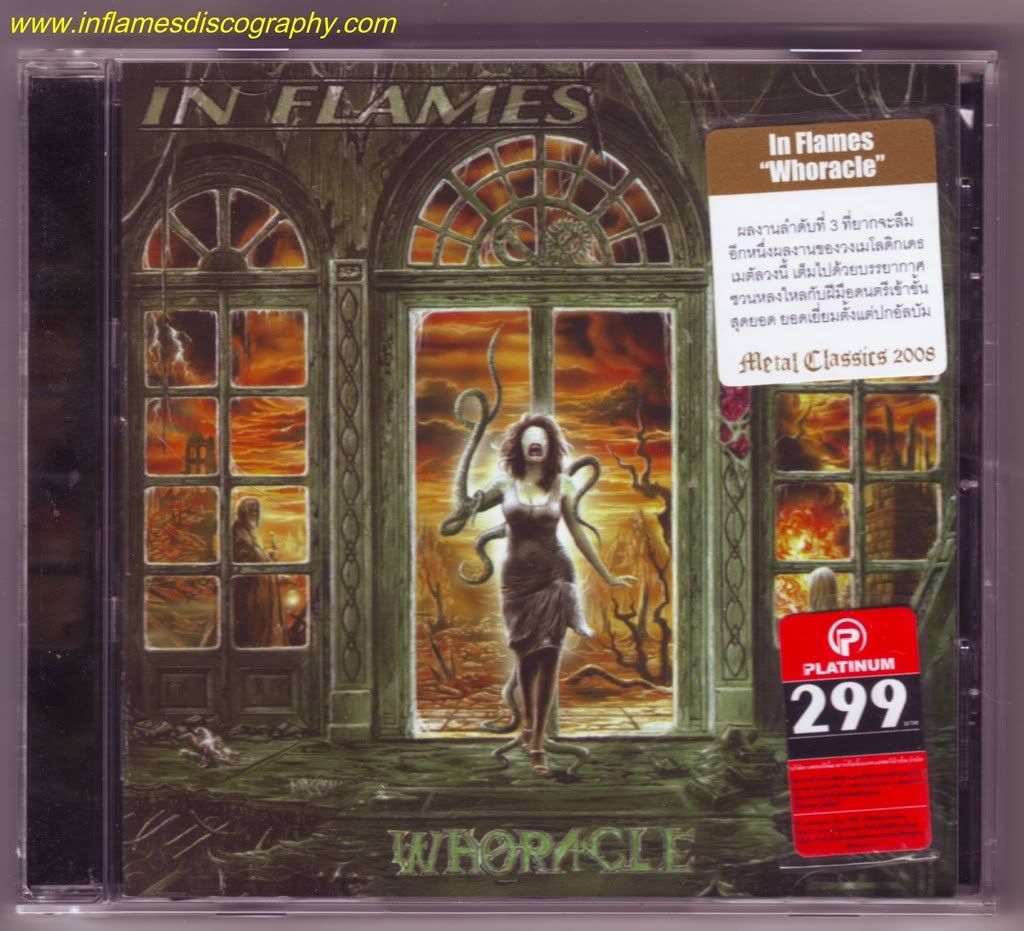 www.inflamesdiscography.com
IN FLAMES
In Flames
"Whoracle"
ผลงานลำดับที่ 3 ที่ยากจะลืม
อีกหนึ่งผลงานของวงเมโลดิกเดธ
เมตัลวงนี้ เต็มไปด้วยบรรยากาศ
ชวนหลงใหลกับฝีมือดนตรีเข้าขั้น
สุดยอด ยอดเยี่ยมตั้งแต่ปกอัลบัม
Metal Classics 2008
PLATINUM
299
WHORACLE